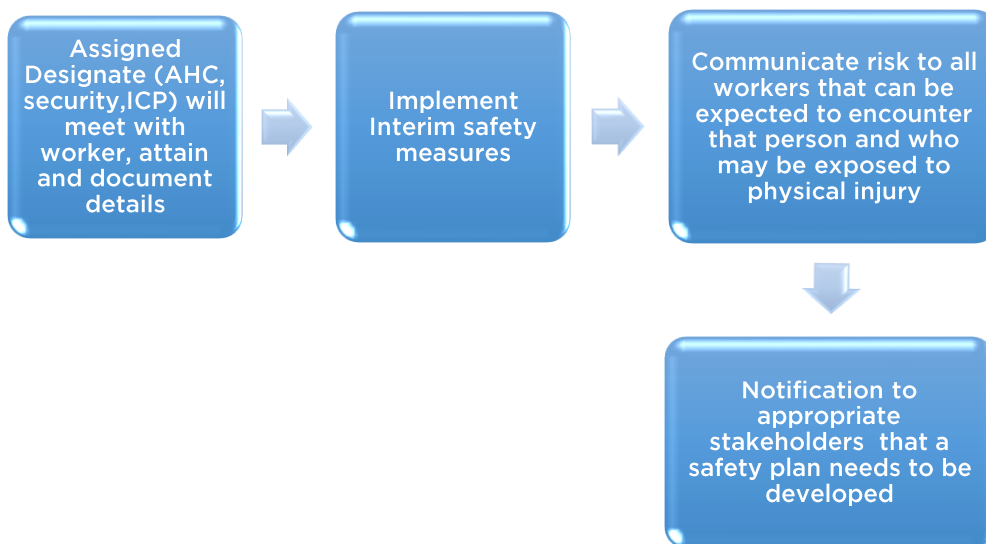 Assigned
Designate (AHC,
security,ICP) will
meet with
worker, attain
and document
details
Implement
Interim safety
measures
Communicate risk to all
workers that can be
expected to encounter
that person and who
may be exposed to
physical injury
Notification to
appropriate
stakeholders  that a
safety plan needs to be
developed